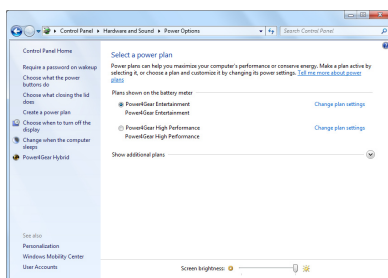 Control Panel ▸ Hardware and Sound ▸ Power Options
Search Control Panel
Control Panel Home
Require a password on wakeup
Choose what the power
buttons do
Choose what closing the lid
does
Create a power plan
Choose when to turn off the
display
Change when the computer
sleeps
Power4Gear Hybrid
See also
Personalization
Windows Mobility Center
User Accounts
Select a power plan
Power plans can help you maximize your computer's performance or conserve energy. Make a plan active by
selecting it, or choose a plan and customize it by changing its power settings. Tell me more about power
plans
Plans shown on the battery meter
Power4Gear Entertainment Change plan settings
Power4Gear Entertainment
Power4Gear High Performance Change plan settings
Power4Gear High Performance
Show additional plans
Screen brightness: